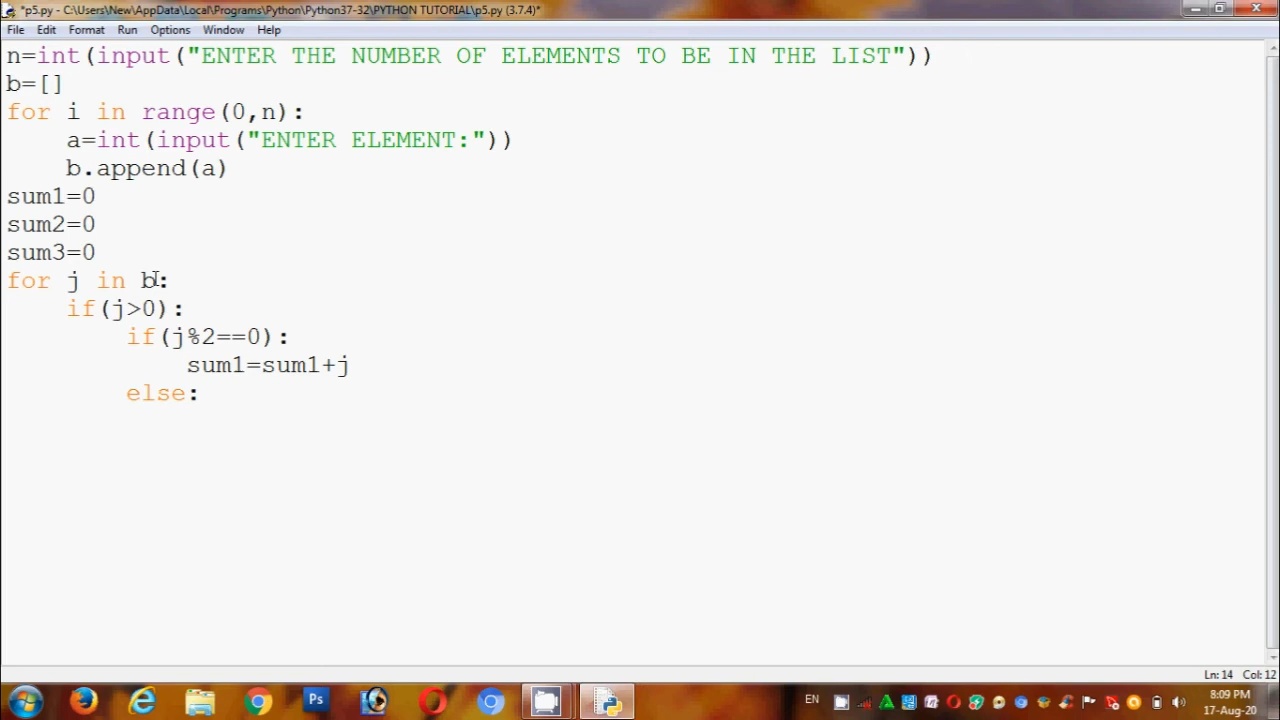 *p5.py - C:\Users\New\AppData\Local\Programs\Python\Python37-32\PYTHON TUTORIAL\p5.py (3.7.4)*
File Edit Format Run Options Window Help
n=int(input("ENTER THE NUMBER OF ELEMENTS TO BE IN THE LIST"))
b=[]
for i in range(0,n):
    a=int(input("ENTER ELEMENT:"))
    b.append(a)
sum1=0
sum2=0
sum3=0
for j in b:
    if(j>0):
        if(j%2==0):
            sum1=sum1+j
        else:
Ln: 14 Col: 12
Ps
EN
8:09 PM
17-Aug-20